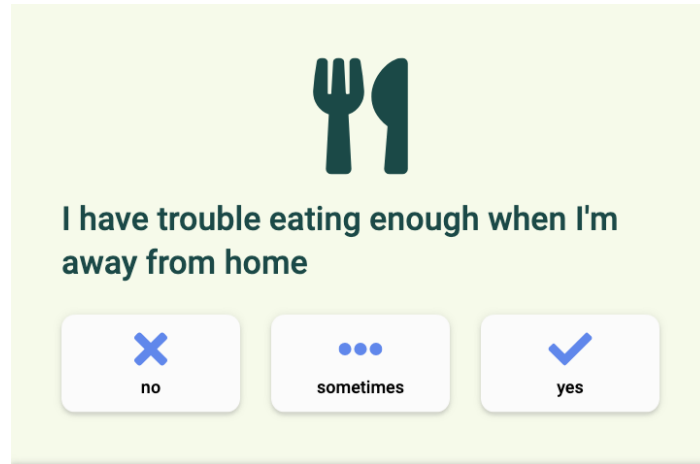 I have trouble eating enough when I'm
away from home
no
sometimes
yes